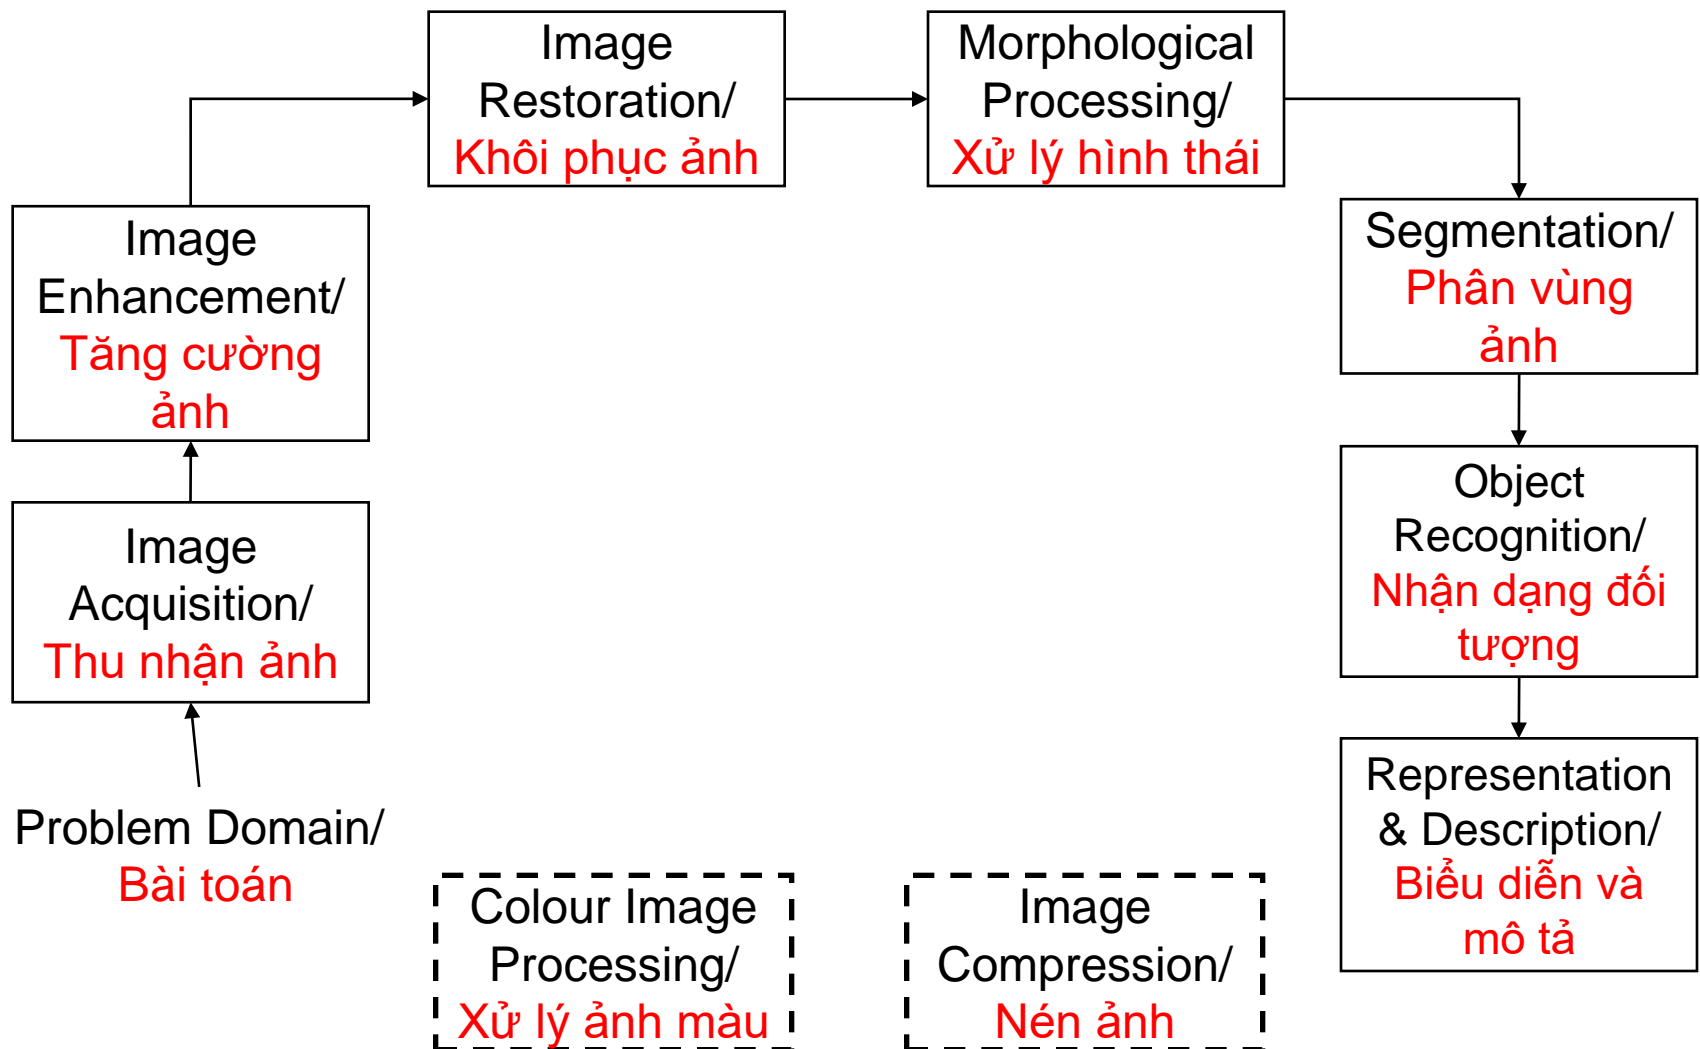 Image
Restoration/
Khôi phục ảnh
Morphological
Processing/
Xử lý hình thái
Image
Enhancement/
Tăng cường
ảnh
Segmentation/
Phân vùng
ảnh
Image
Acquisition/
Thu nhận ảnh
Object
Recognition/
Nhận dạng đối
tượng
Problem Domain/
Bài toán
Representation
& Description/
Biểu diễn và
mô tả
Colour Image
Processing/
Xử lý ảnh màu
Image
Compression/
Nén ảnh